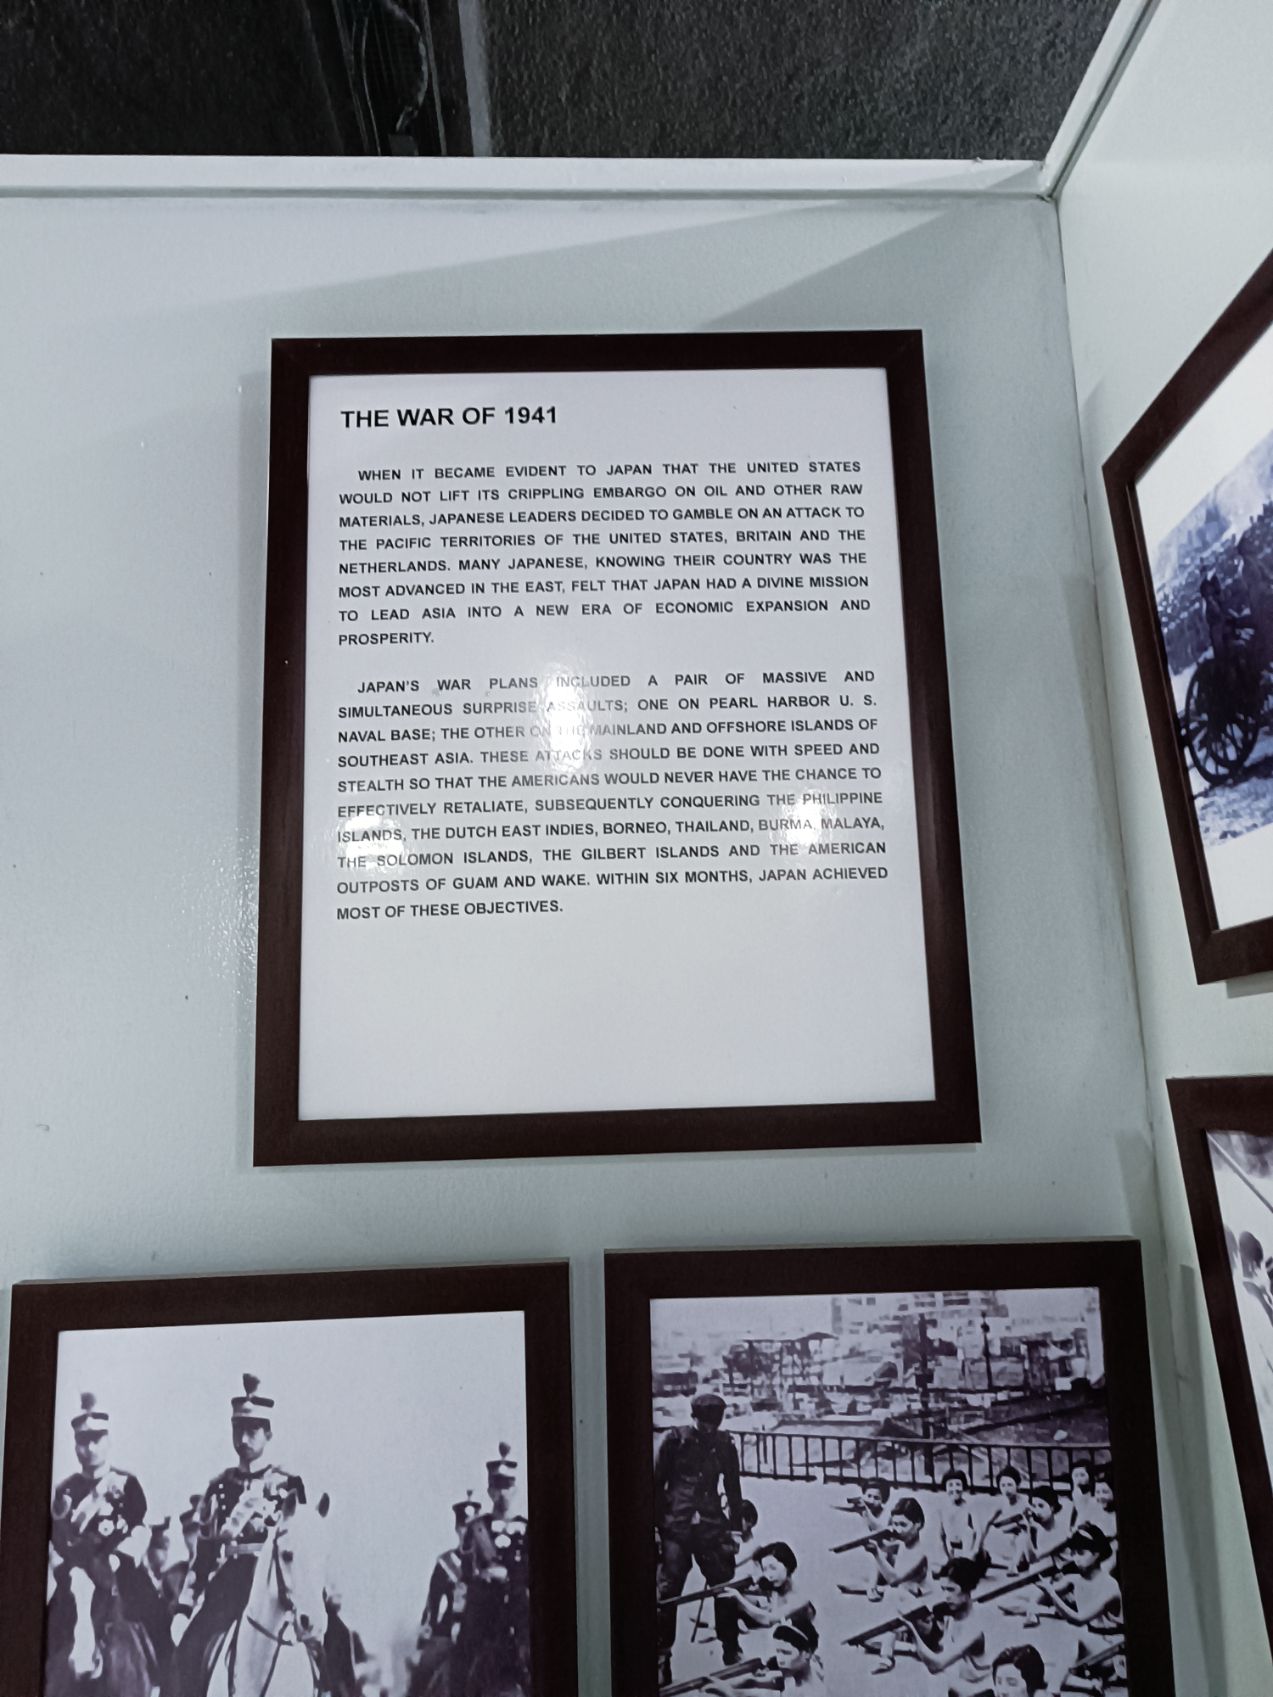 THE WAR OF 1941
WHEN IT BECAME EVIDENT TO JAPAN THAT THE UNITED STATES
WOULD NOT LIFT ITS CRIPPLING EMBARGO ON OIL AND OTHER RAW
MATERIALS, JAPANESE LEADERS DECIDED TO GAMBLE ON AN ATTACK TO
THE PACIFIC TERRITORIES OF THE UNITED STATES, BRITAIN AND THE
NETHERLANDS. MANY JAPANESE, KNOWING THEIR COUNTRY WAS THE
MOST ADVANCED IN THE EAST, FELT THAT JAPAN HAD A DIVINE MISSION
TO LEAD ASIA INTO A NEW ERA OF ECONOMIC EXPANSION AND
PROSPERITY.
JAPAN'S WAR PLANS INCLUDED A PAIR OF MASSIVE AND
SIMULTANEOUS SURPRISE ASSAULTS; ONE ON PEARL HARBOR U. S.
NAVAL BASE; THE OTHER ON THE MAINLAND AND OFFSHORE ISLANDS OF
SOUTHEAST ASIA. THESE ATTACKS SHOULD BE DONE WITH SPEED AND
STEALTH SO THAT THE AMERICANS WOULD NEVER HAVE THE CHANCE TO
EFFECTIVELY RETALIATE, SUBSEQUENTLY CONQUERING THE PHILIPPINE
ISLANDS, THE DUTCH EAST INDIES, BORNEO, THAILAND, BURMA, MALAYA,
THE SOLOMON ISLANDS, THE GILBERT ISLANDS AND THE AMERICAN
OUTPOSTS OF GUAM AND WAKE. WITHIN SIX MONTHS, JAPAN ACHIEVED
MOST OF THESE OBJECTIVES.